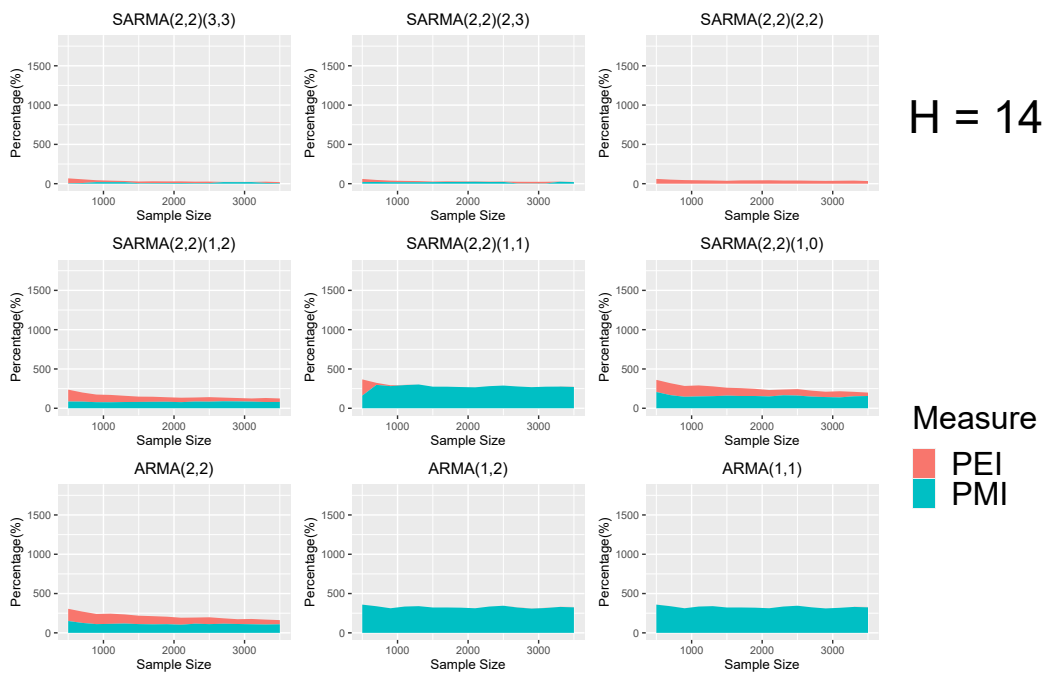 SARMA(2,2)(3,3) SARMA(2,2)(2,3) SARMA(2,2)(2,2)
Percentage(%) 1500 1000 500 0
Percentage(%) 1500 1000 500 0
Percentage(%) 1500 1000 500 0
1000 2000 3000 1000 2000 3000 1000 2000 3000
Sample Size Sample Size Sample Size
H = 14
SARMA(2,2)(1,2) SARMA(2,2)(1,1) SARMA(2,2)(1,0)
Percentage(%) 1500 1000 500 0
Percentage(%) 1500 1000 500 0
Percentage(%) 1500 1000 500 0
1000 2000 3000 1000 2000 3000 1000 2000 3000
Sample Size Sample Size Sample Size
ARMA(2,2) ARMA(1,2) ARMA(1,1)
Percentage(%) 1500 1000 500 0
Percentage(%) 1500 1000 500 0
Percentage(%) 1500 1000 500 0
1000 2000 3000 1000 2000 3000 1000 2000 3000
Sample Size Sample Size Sample Size
Measure
PEI
PMI